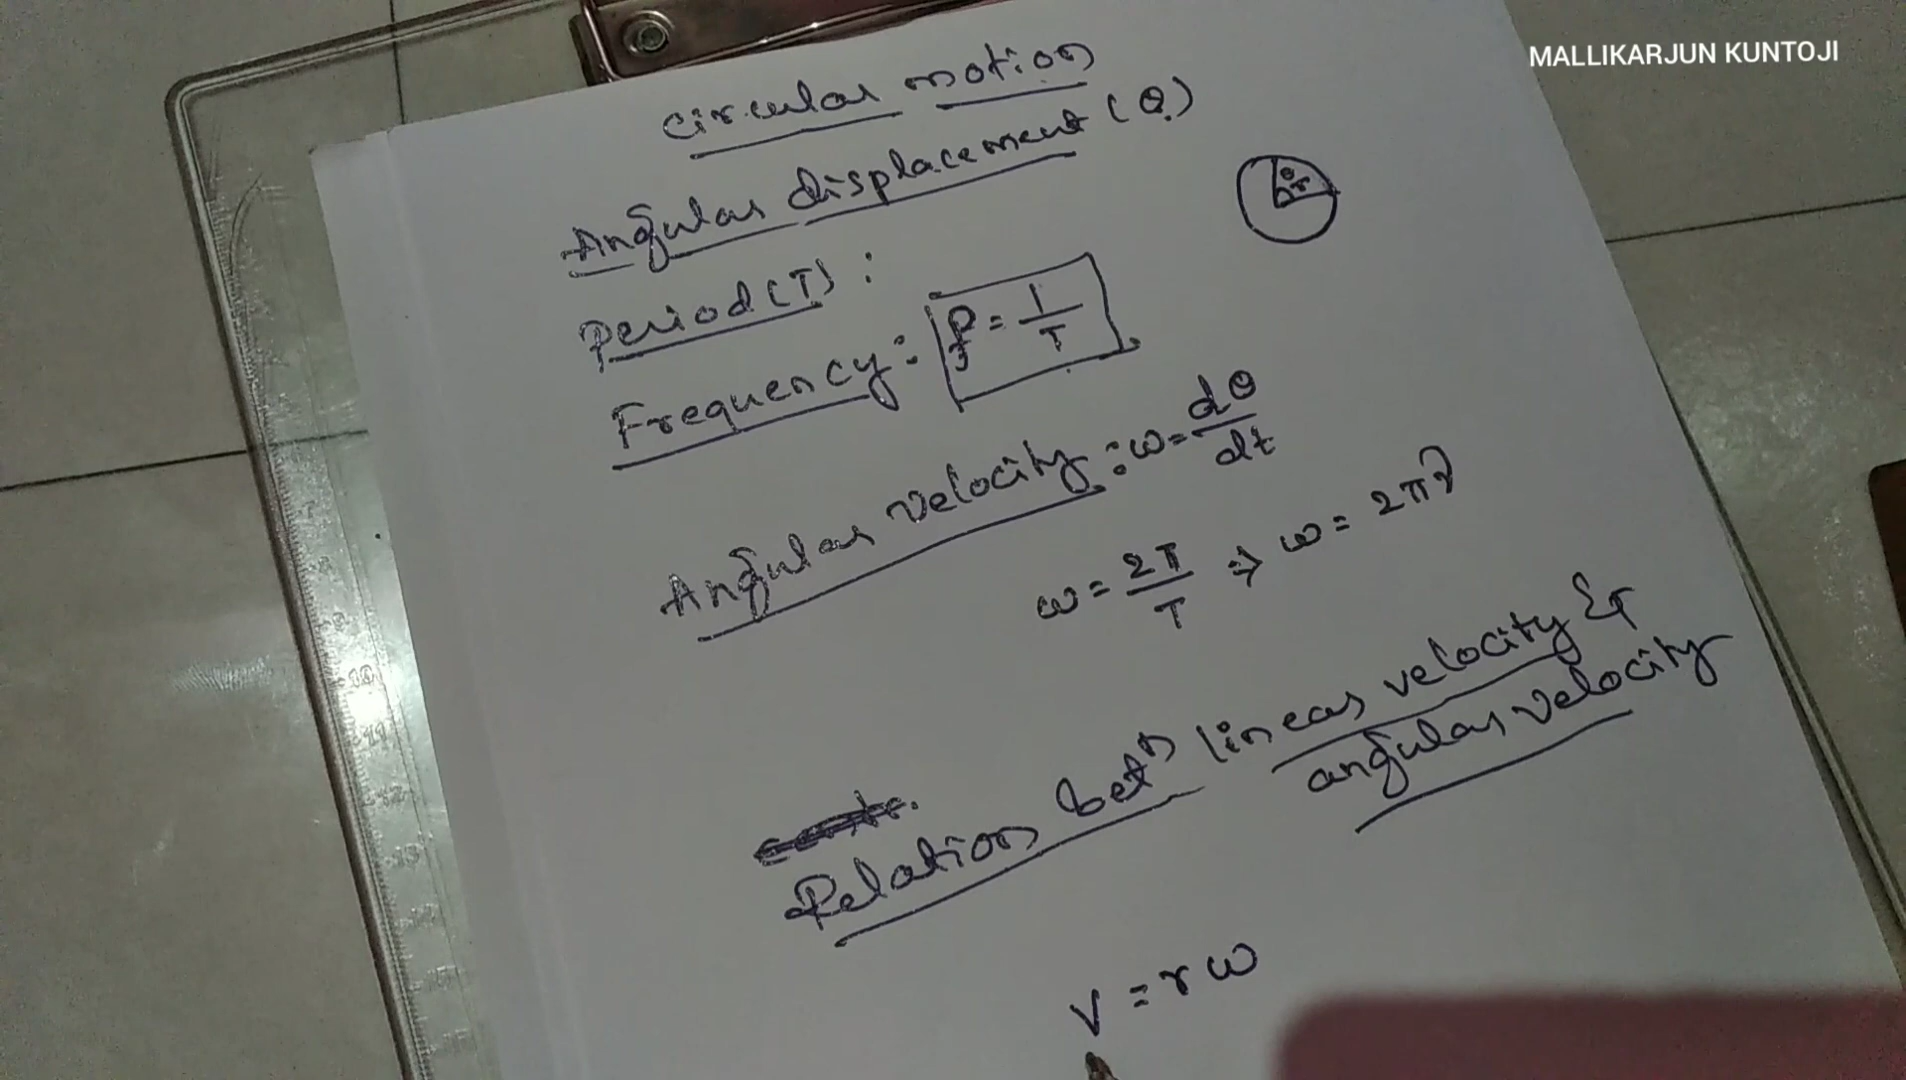 MALLIKARJUN KUNTOJI
Circular motion
Angular displacement (θ)
θ r
Period (T) :
Frequency : f = 1/T
Angular velocity : ω = dθ/dt
ω = 2π/T ⇒ ω = 2πν
Relation betⁿ linear velocity &
angular velocity
v = rω